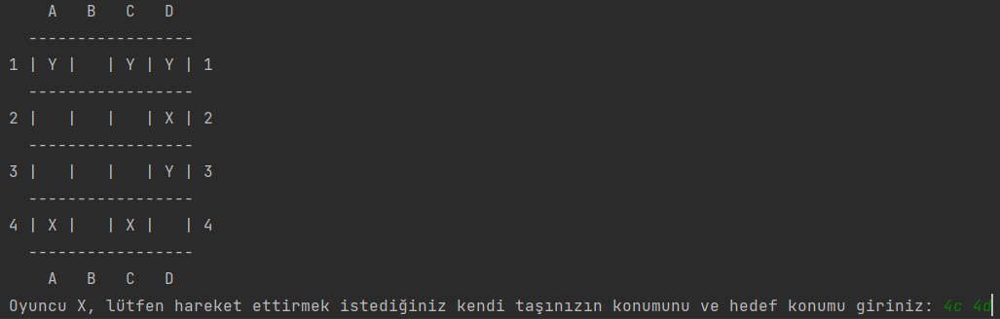 A   B   C   D
  -----------------
1 | Y |   | Y | Y | 1
  -----------------
2 |   |   |   | X | 2
  -----------------
3 |   |   |   | Y | 3
  -----------------
4 | X |   | X |   | 4
  -----------------
    A   B   C   D
Oyuncu X, lütfen hareket ettirmek istediğiniz kendi taşınızın konumunu ve hedef konumu giriniz: 4c 4d